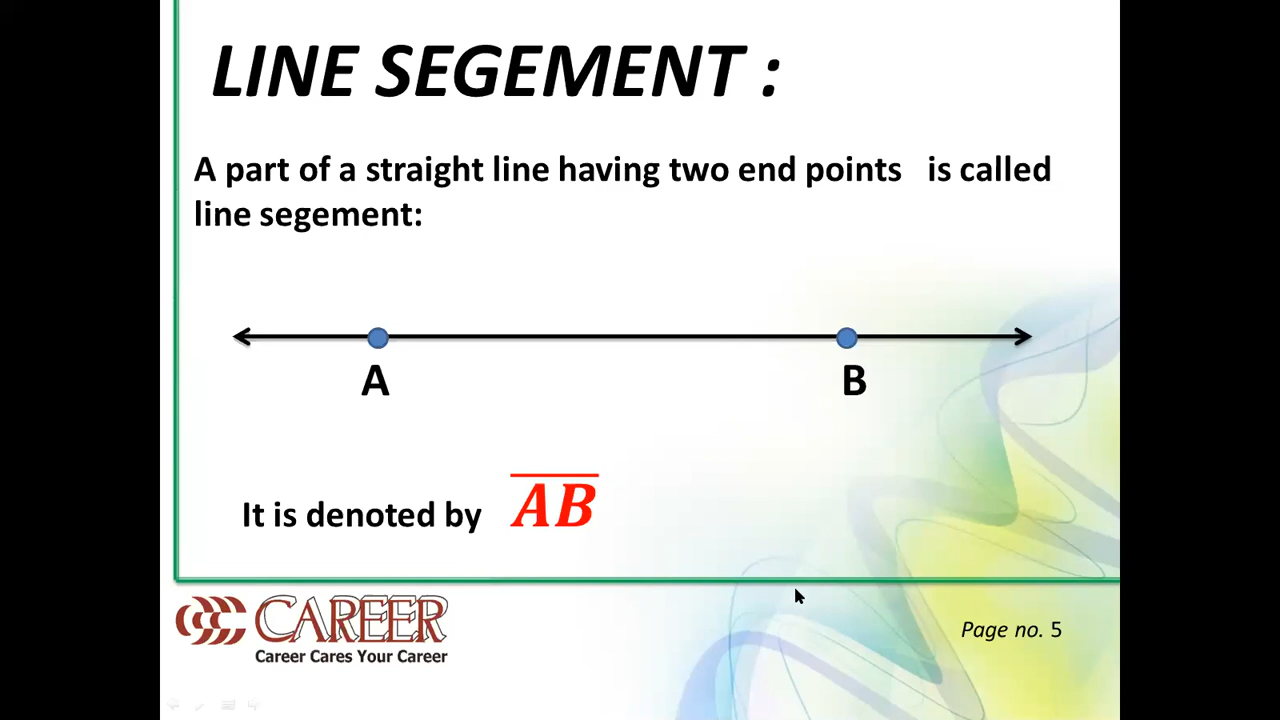 LINE SEGEMENT :
A part of a straight line having two end points is called
line segement:
A B
It is denoted by AB
CAREER
Career Cares Your Career
Page no. 5